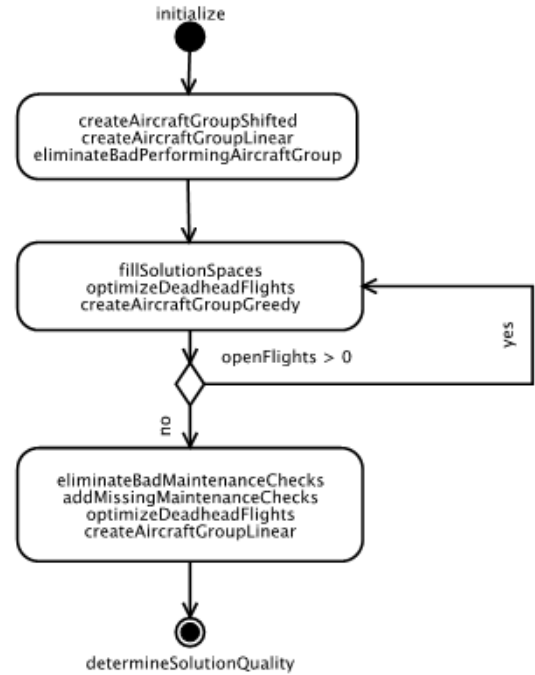 initialize
createAircraftGroupShifted
createAircraftGroupLinear
eliminateBadPerformingAircraftGroup
fillSolutionSpaces
optimizeDeadheadFlights
createAircraftGroupGreedy
openFlights > 0
yes
no
eliminateBadMaintenanceChecks
addMissingMaintenanceChecks
optimizeDeadheadFlights
createAircraftGroupLinear
determineSolutionQuality